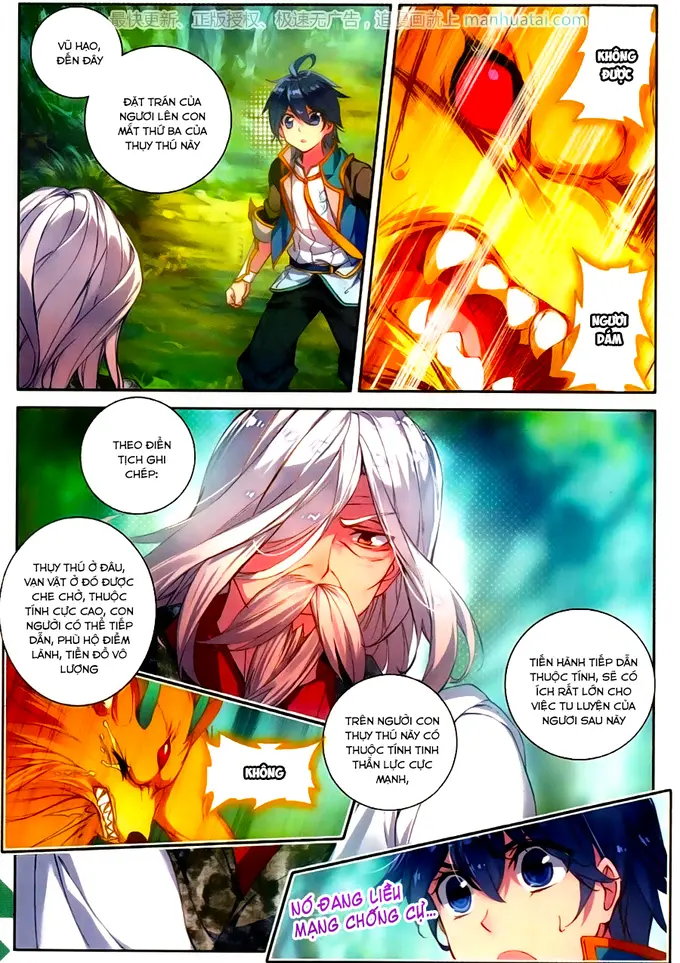 最快更新、正版授权、极速无广告，追漫画就上 manhuatai.com
VŨ HẠO,
ĐẾN ĐÂY
ĐẶT TRÁN CỦA
NGƯƠI LÊN CON
MẮT THỨ BA CỦA
THỤY THÚ NÀY
KHÔNG
ĐƯỢC
NGƯƠI
DÁM
THEO ĐIỂN
TỊCH GHI
CHÉP:
THỤY THÚ Ở ĐÂU,
VẠN VẬT Ở ĐÓ ĐƯỢC
CHE CHỞ, THUỘC
TÍNH CỰC CAO, CON
NGƯỜI CÓ THỂ TIẾP
DẪN, PHÙ HỘ ĐIỀM
LÀNH, TIỀN ĐỒ VÔ
LƯỢNG
TRÊN NGƯỜI CON
THỤY THÚ NÀY CÓ
THUỘC TÍNH TINH
THẦN LỰC CỰC
MẠNH,
TIẾN HÀNH TIẾP DẪN
THUỘC TÍNH, SẼ CÓ
ÍCH RẤT LỚN CHO
VIỆC TU LUYỆN CỦA
NGƯƠI SAU NÀY
KHÔNG
NÓ ĐANG LIỀU
MẠNG CHỐNG CỰ...